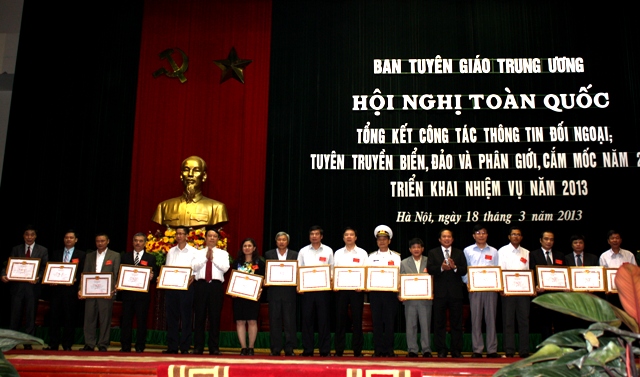 BAN TUYÊN GIÁO TRUNG ƯƠNG
HỘI NGHỊ TOÀN QUỐC
TỔNG KẾT CÔNG TÁC THÔNG TIN ĐỐI NGOẠI;
TUYÊN TRUYỀN BIỂN, ĐẢO VÀ PHÂN GIỚI, CẮM MỐC NĂM
TRIỂN KHAI NHIỆM VỤ NĂM 2013
Hà Nội, ngày 18 tháng 3 năm 2013